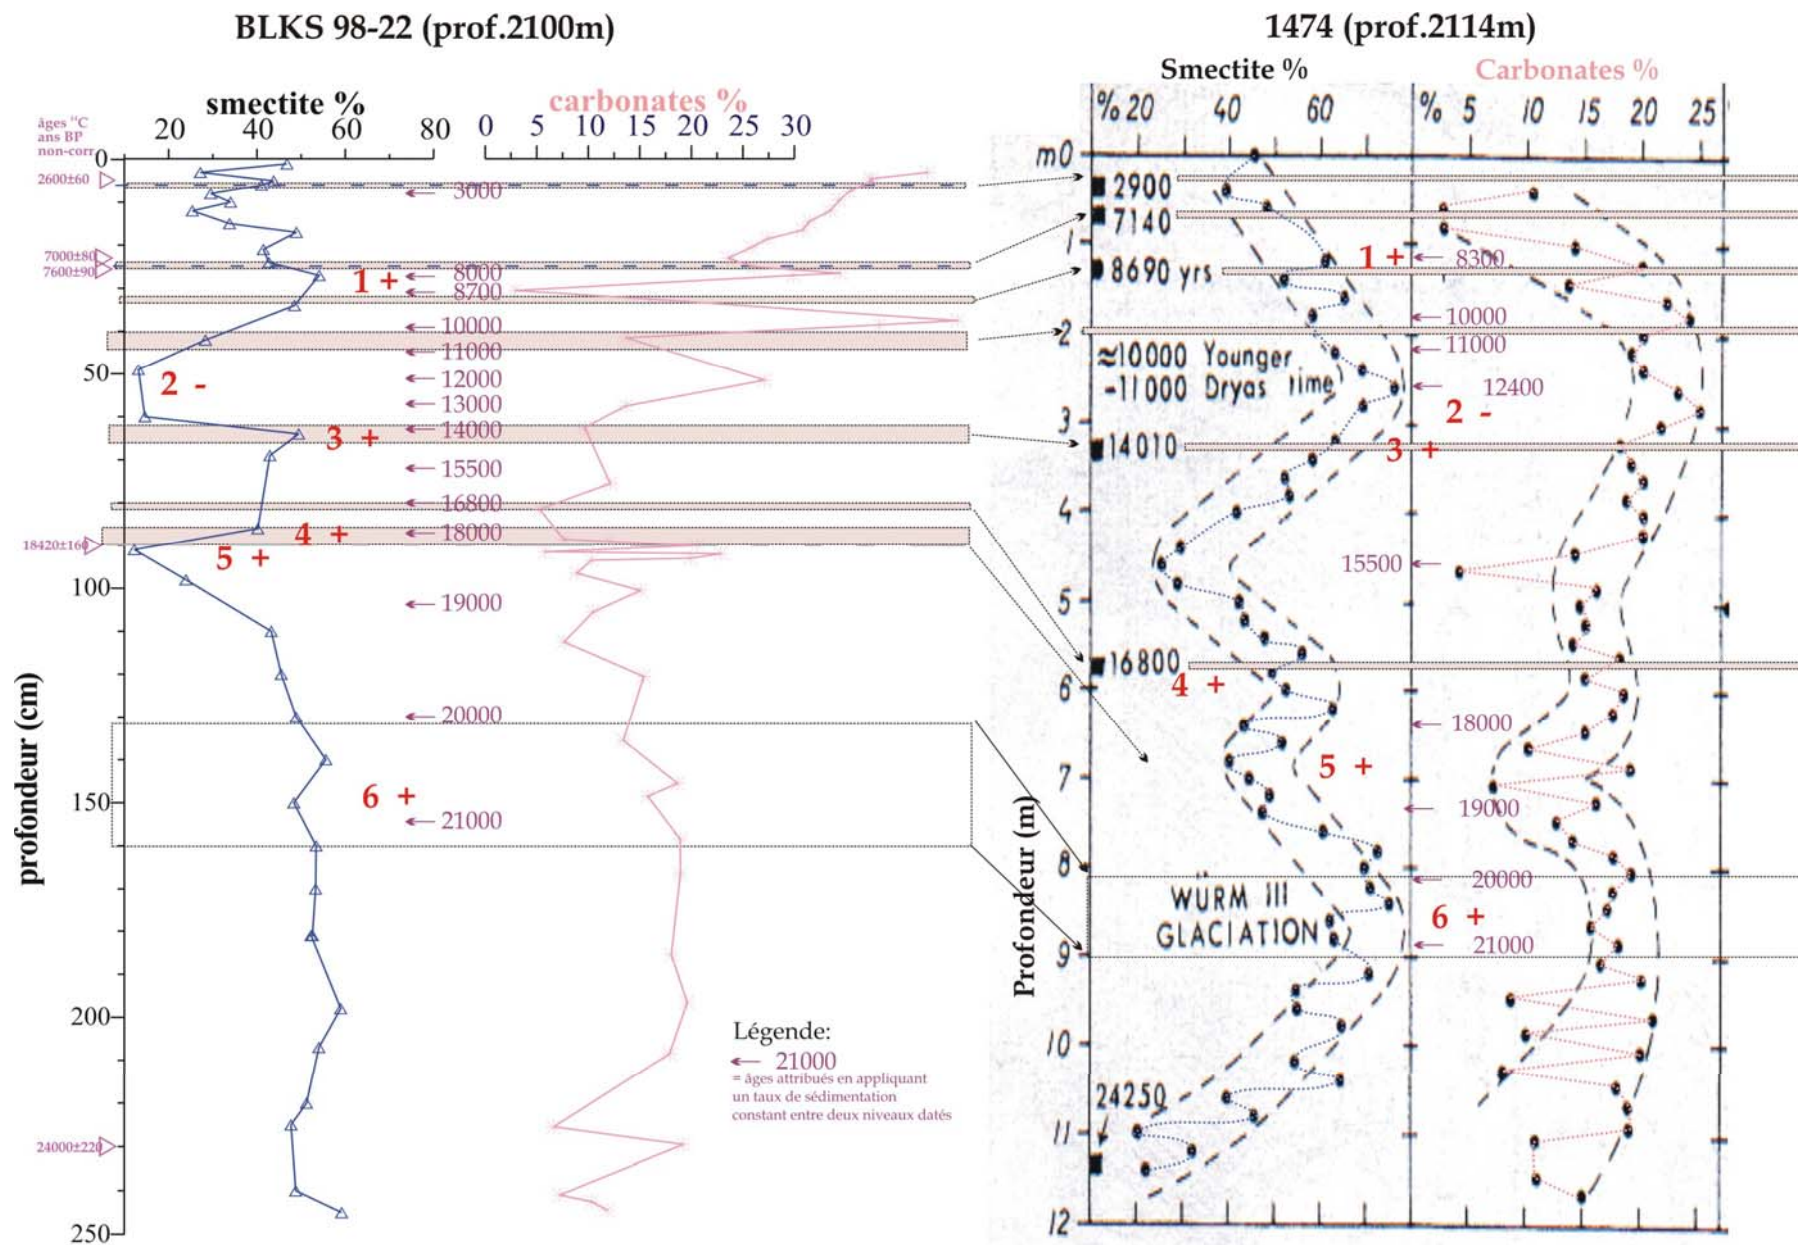 BLKS 98-22 (prof.2100m)
1474 (prof.2114m)
smectite %
carbonates %
Smectite %
Carbonates %
âges ¹⁴C
ans BP
non-corr.
20 40 60 80
0 5 10 15 20 25 30
% 20 40 60
% 5 10 15 20 25
profondeur (cm)
0
50
100
150
200
250
2600±60
7000±80
7600±90
18420±160
24000±220
3000
8000
8700
10000
11000
12000
13000
14000
15500
16800
18000
19000
20000
21000
1 +
2 -
3 +
4 +
5 +
6 +
Légende:
21000
= âges attribués en appliquant
un taux de sédimentation
constant entre deux niveaux datés
Profondeur (m)
m0
1
2
3
4
5
6
7
8
9
10
11
12
2900
7140
8690 yrs
≈10000 Younger
-11000 Dryas time
14010
16800
WÜRM III
GLACIATION
24250
8300
10000
11000
12400
15500
18000
19000
20000
21000
1 +
2 -
3 +
4 +
5 +
6 +